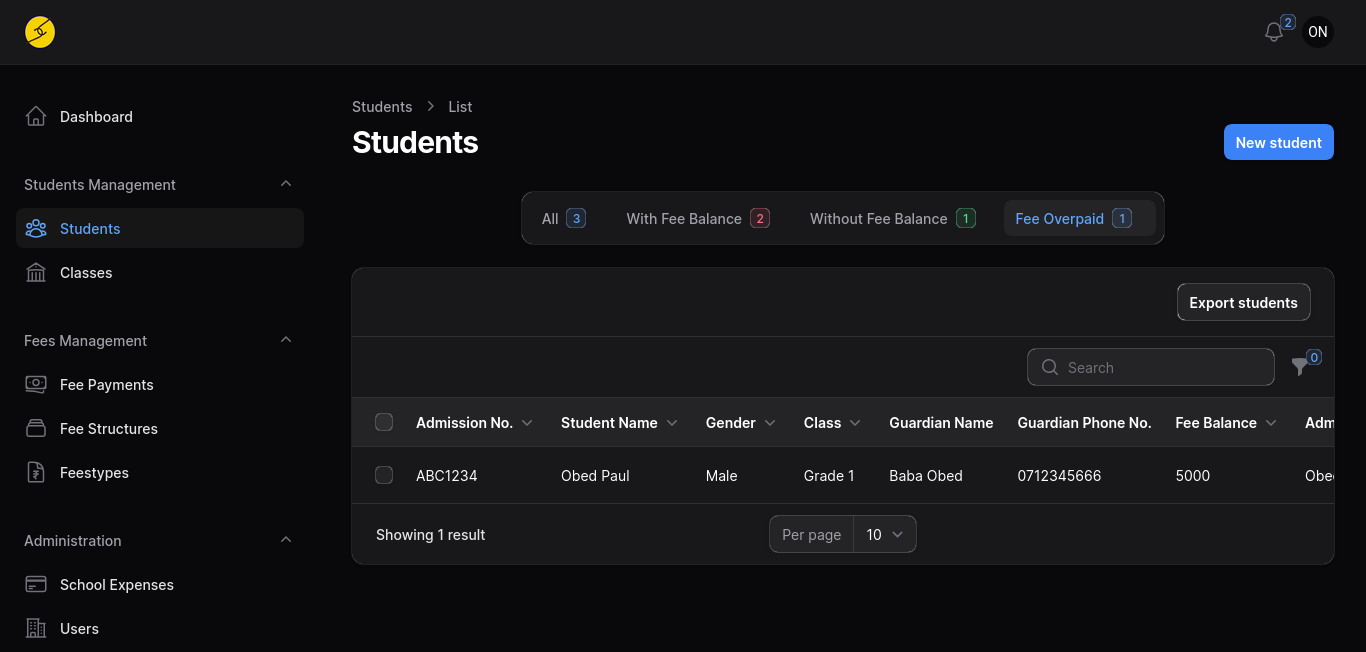 2
ON
Dashboard
Students Management
Students
Classes
Fees Management
Fee Payments
Fee Structures
Feestypes
Administration
School Expenses
Users
Students > List
Students
New student
All 3 With Fee Balance 2 Without Fee Balance 1 Fee Overpaid 1
Export students
Search
0
Admission No. Student Name Gender Class Guardian Name Guardian Phone No. Fee Balance Adm
ABC1234 Obed Paul Male Grade 1 Baba Obed 0712345666 5000 Obe
Showing 1 result
Per page 10